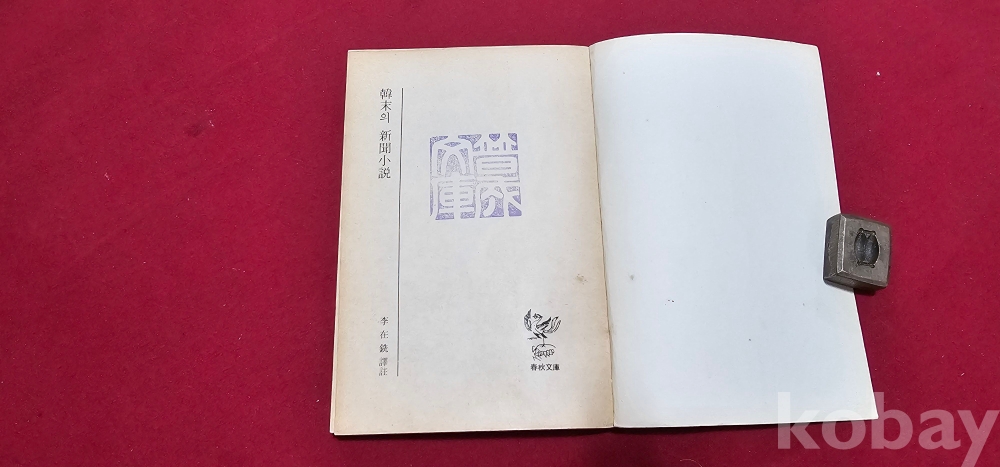 韓末의 新聞小說
李在銑 譯註
春秋文庫
kobay